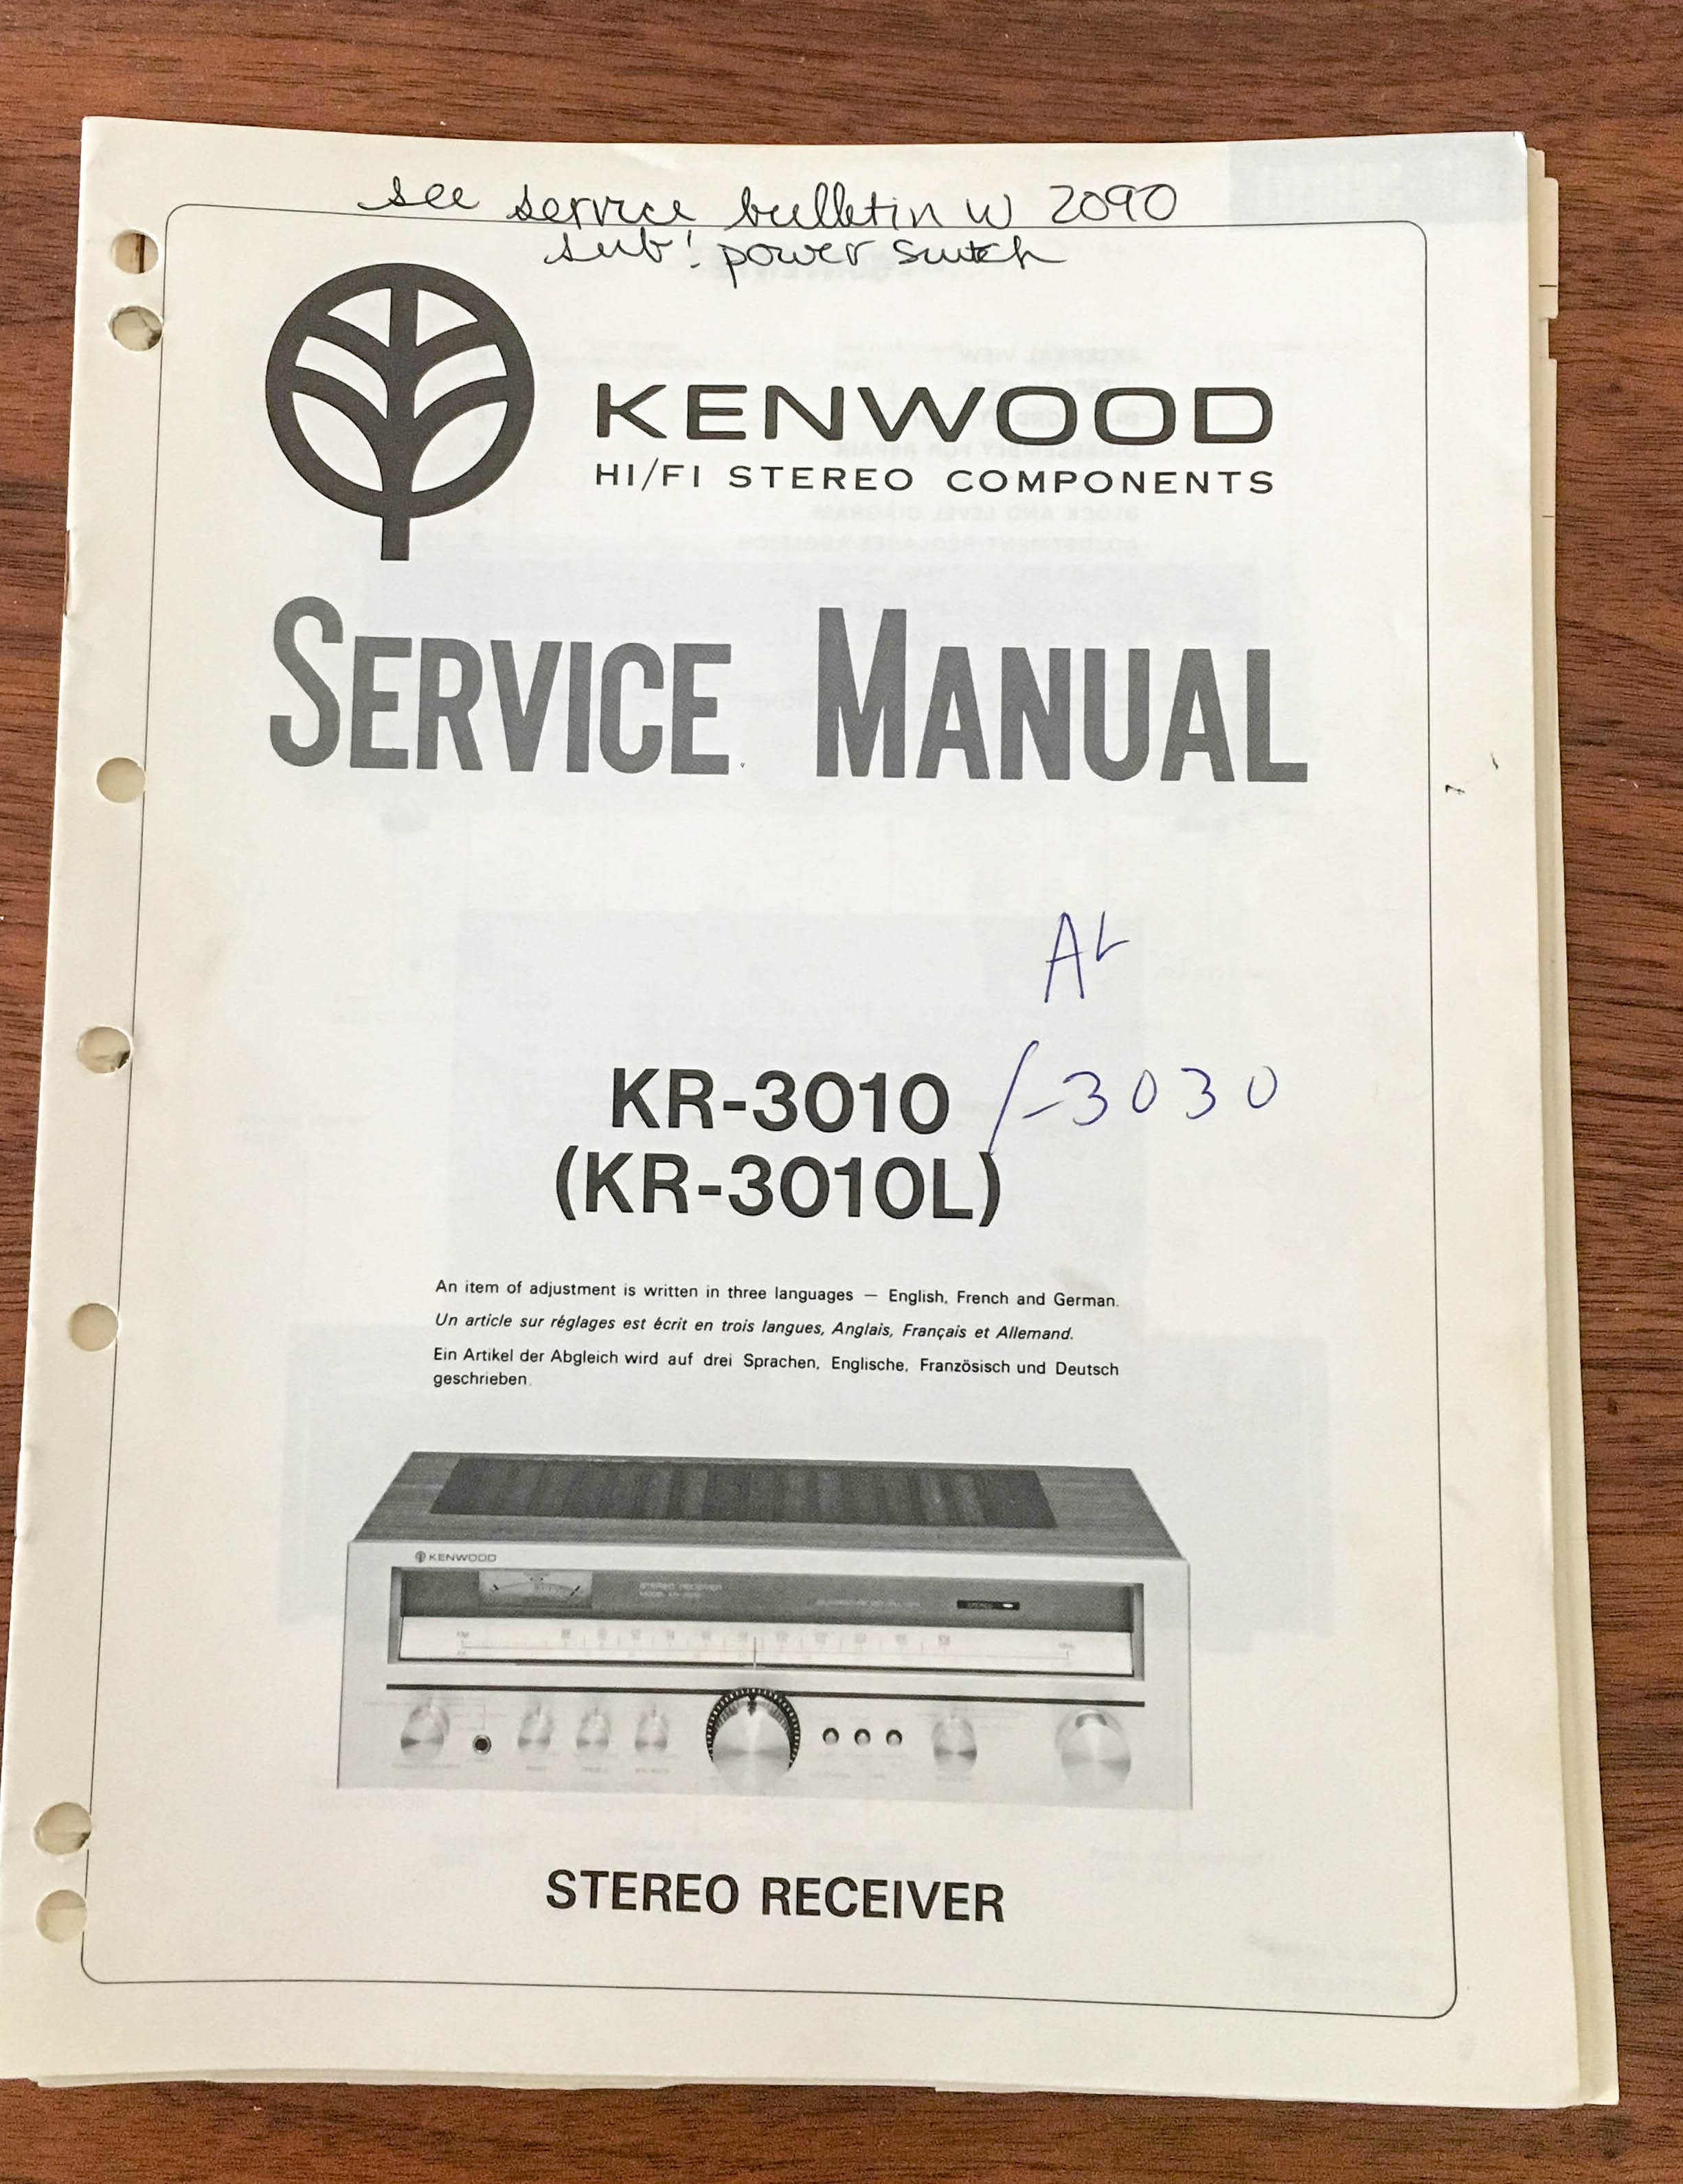 see service bulletin w 2090
sub! power switch
KENWOOD
HI/FI STEREO COMPONENTS
SERVICE MANUAL
KR-3010 /-3030
(KR-3010L)
An item of adjustment is written in three languages — English, French and German.
Un article sur réglages est écrit en trois langues, Anglais, Français et Allemand.
Ein Artikel der Abgleich wird auf drei Sprachen, Englische, Französisch und Deutsch
geschrieben.
KENWOOD
STEREO RECEIVER
STEREO
STEREO RECEIVER